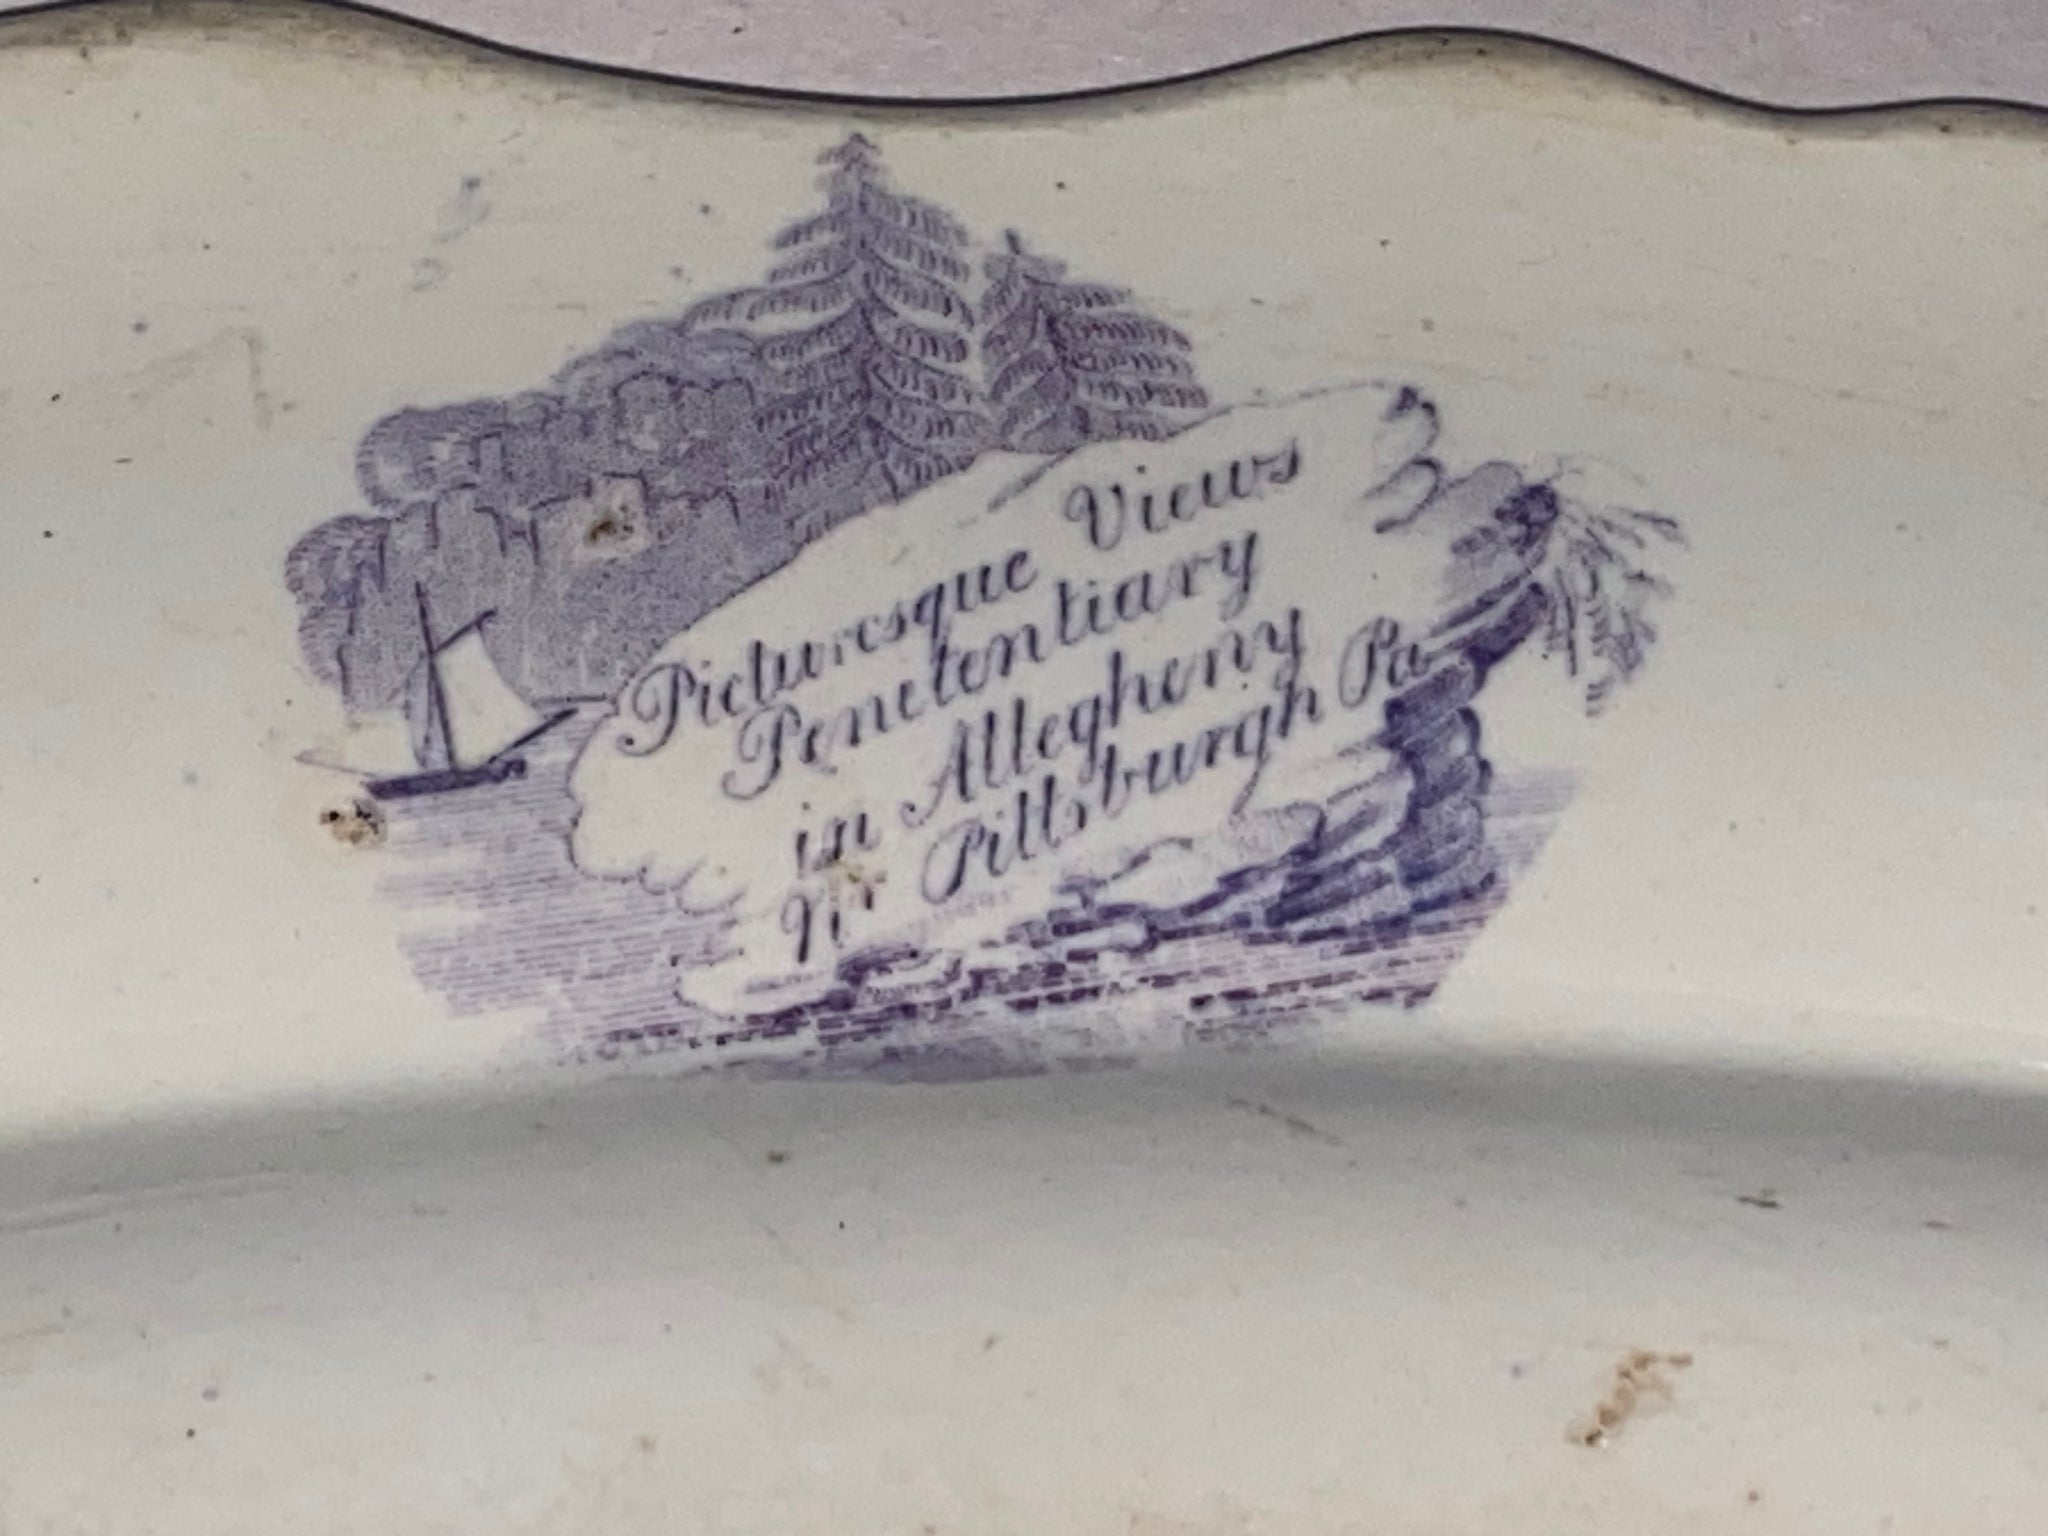 Picturesque Views
Penetentiary
in Allegheny
Nr Pittsburgh Pa